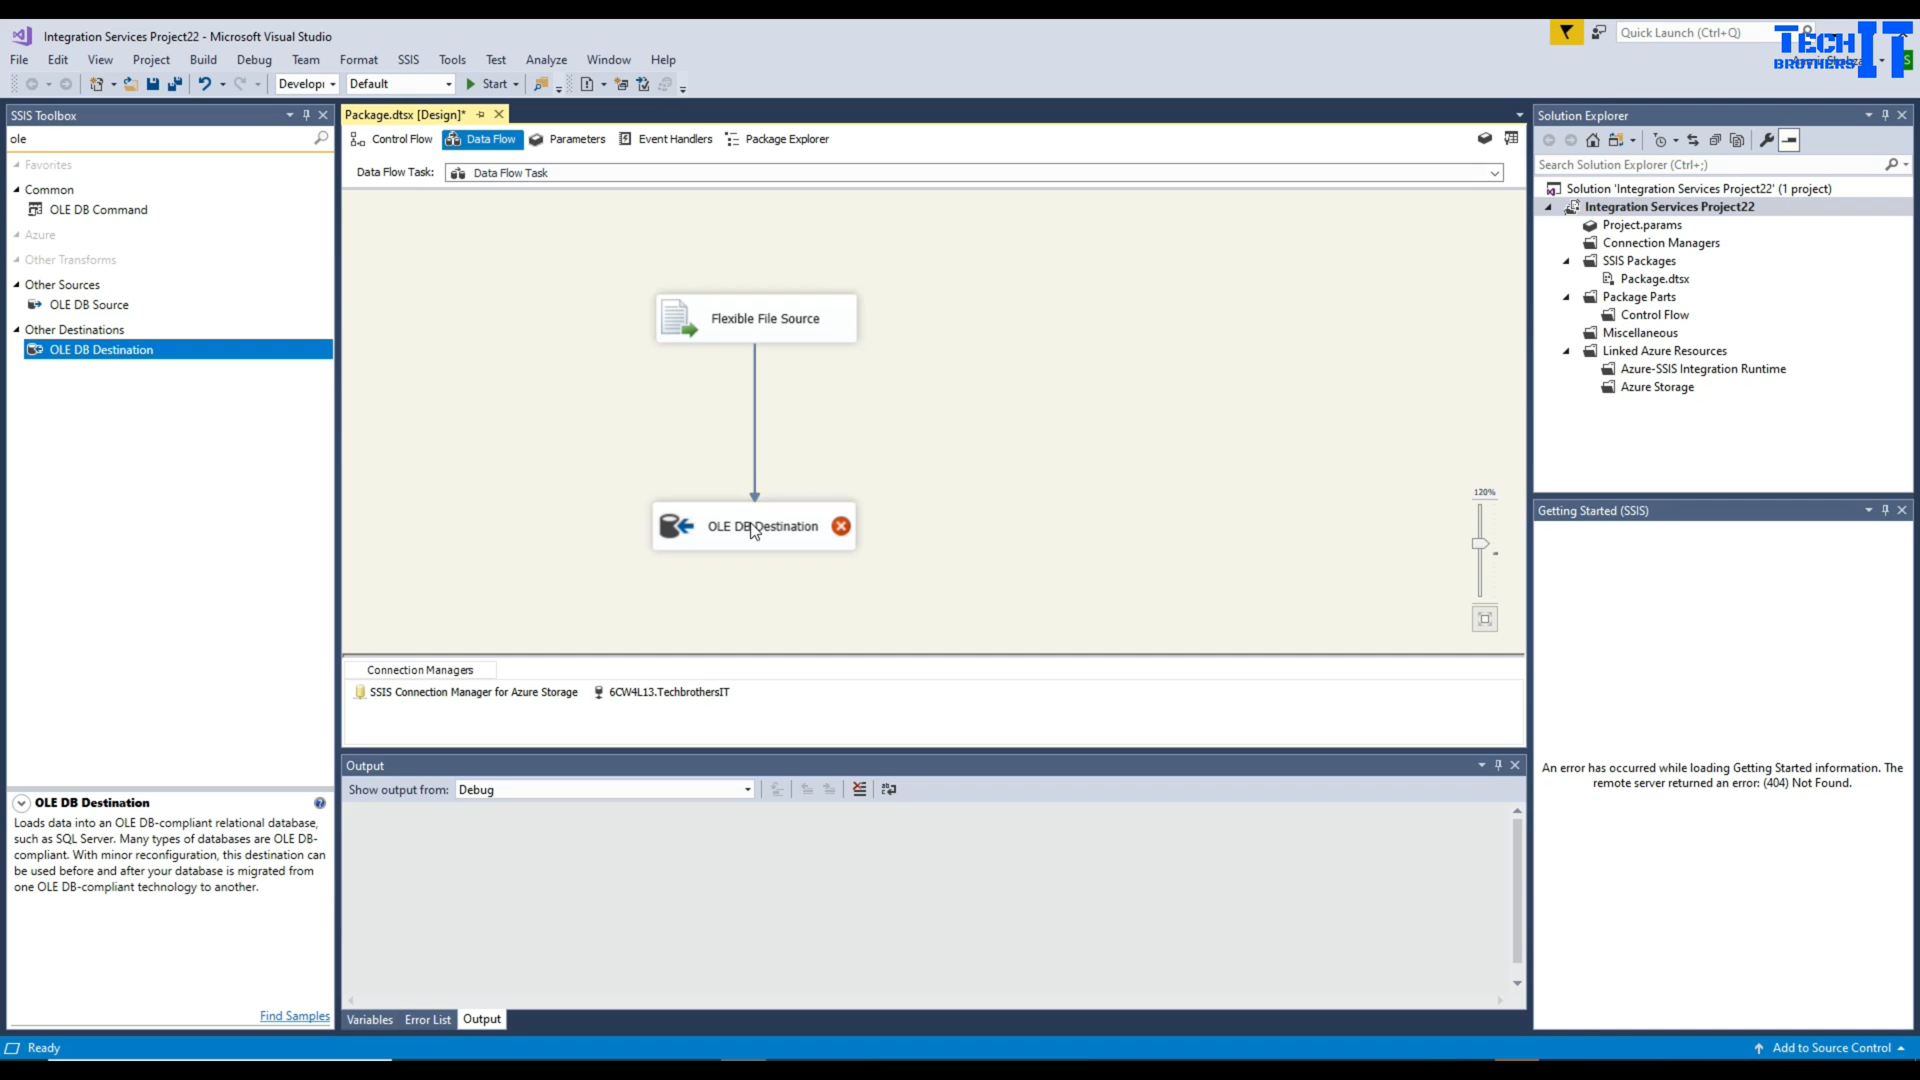 Integration Services Project22 - Microsoft Visual Studio
Quick Launch (Ctrl+Q)
TECH IT
BROTHERS
File Edit View Project Build Debug Team Format SSIS Tools Test Analyze Window Help
Developi Default Start
SSIS Toolbox
ole
Favorites
Common
OLE DB Command
Azure
Other Transforms
Other Sources
OLE DB Source
Other Destinations
OLE DB Destination
OLE DB Destination
Loads data into an OLE DB-compliant relational database,
such as SQL Server. Many types of databases are OLE DB-
compliant. With minor reconfiguration, this destination can
be used before and after your database is migrated from
one OLE DB-compliant technology to another.
Find Samples
Package.dtsx [Design]*
Control Flow Data Flow Parameters Event Handlers Package Explorer
Data Flow Task: Data Flow Task
Flexible File Source
OLE DB Destination
120%
Connection Managers
SSIS Connection Manager for Azure Storage 6CW4L13.TechbrothersIT
Output
Show output from: Debug
Variables Error List Output
Solution Explorer
Search Solution Explorer (Ctrl+;)
Solution 'Integration Services Project22' (1 project)
Integration Services Project22
Project.params
Connection Managers
SSIS Packages
Package.dtsx
Package Parts
Control Flow
Miscellaneous
Linked Azure Resources
Azure-SSIS Integration Runtime
Azure Storage
Getting Started (SSIS)
An error has occurred while loading Getting Started information. The
remote server returned an error: (404) Not Found.
Ready
Add to Source Control